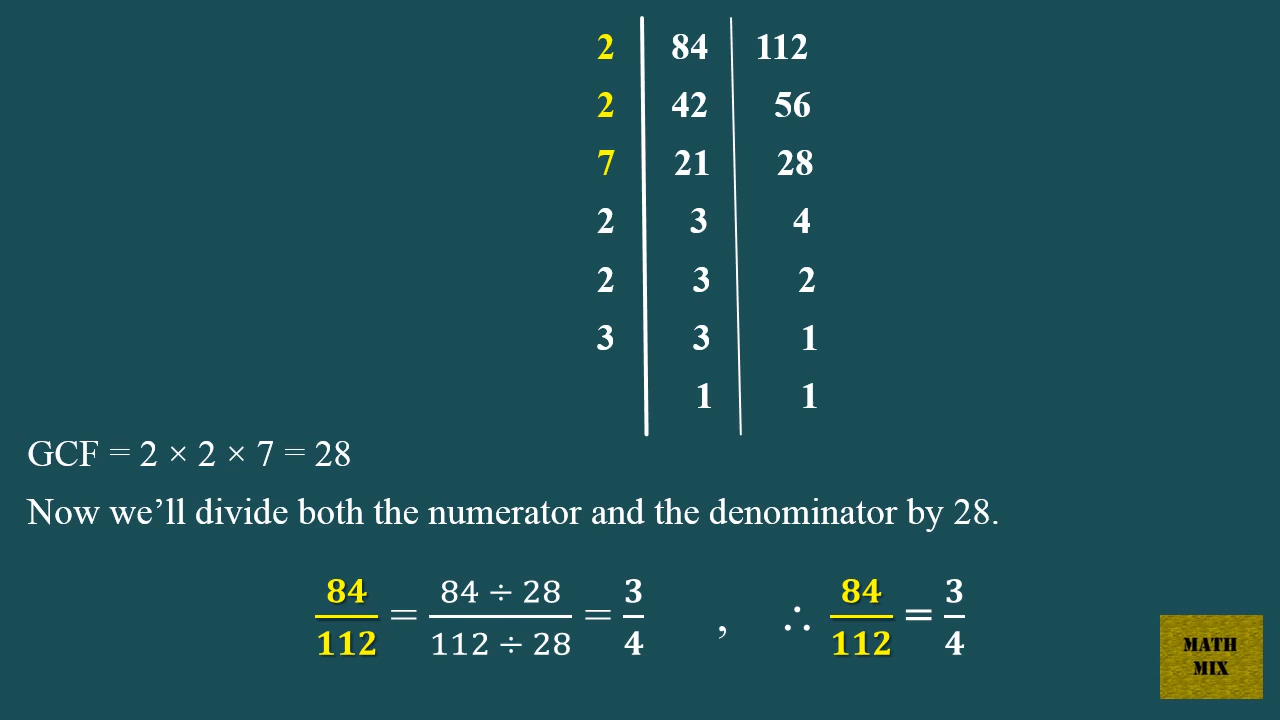 2 84 112
2 42 56
7 21 28
2 3 4
2 3 2
3 3 1
1 1
GCF = 2 × 2 × 7 = 28
Now we’ll divide both the numerator and the denominator by 28.
84/112 = (84 ÷ 28)/(112 ÷ 28) = 3/4 , ∴ 84/112 = 3/4
MATH
MIX